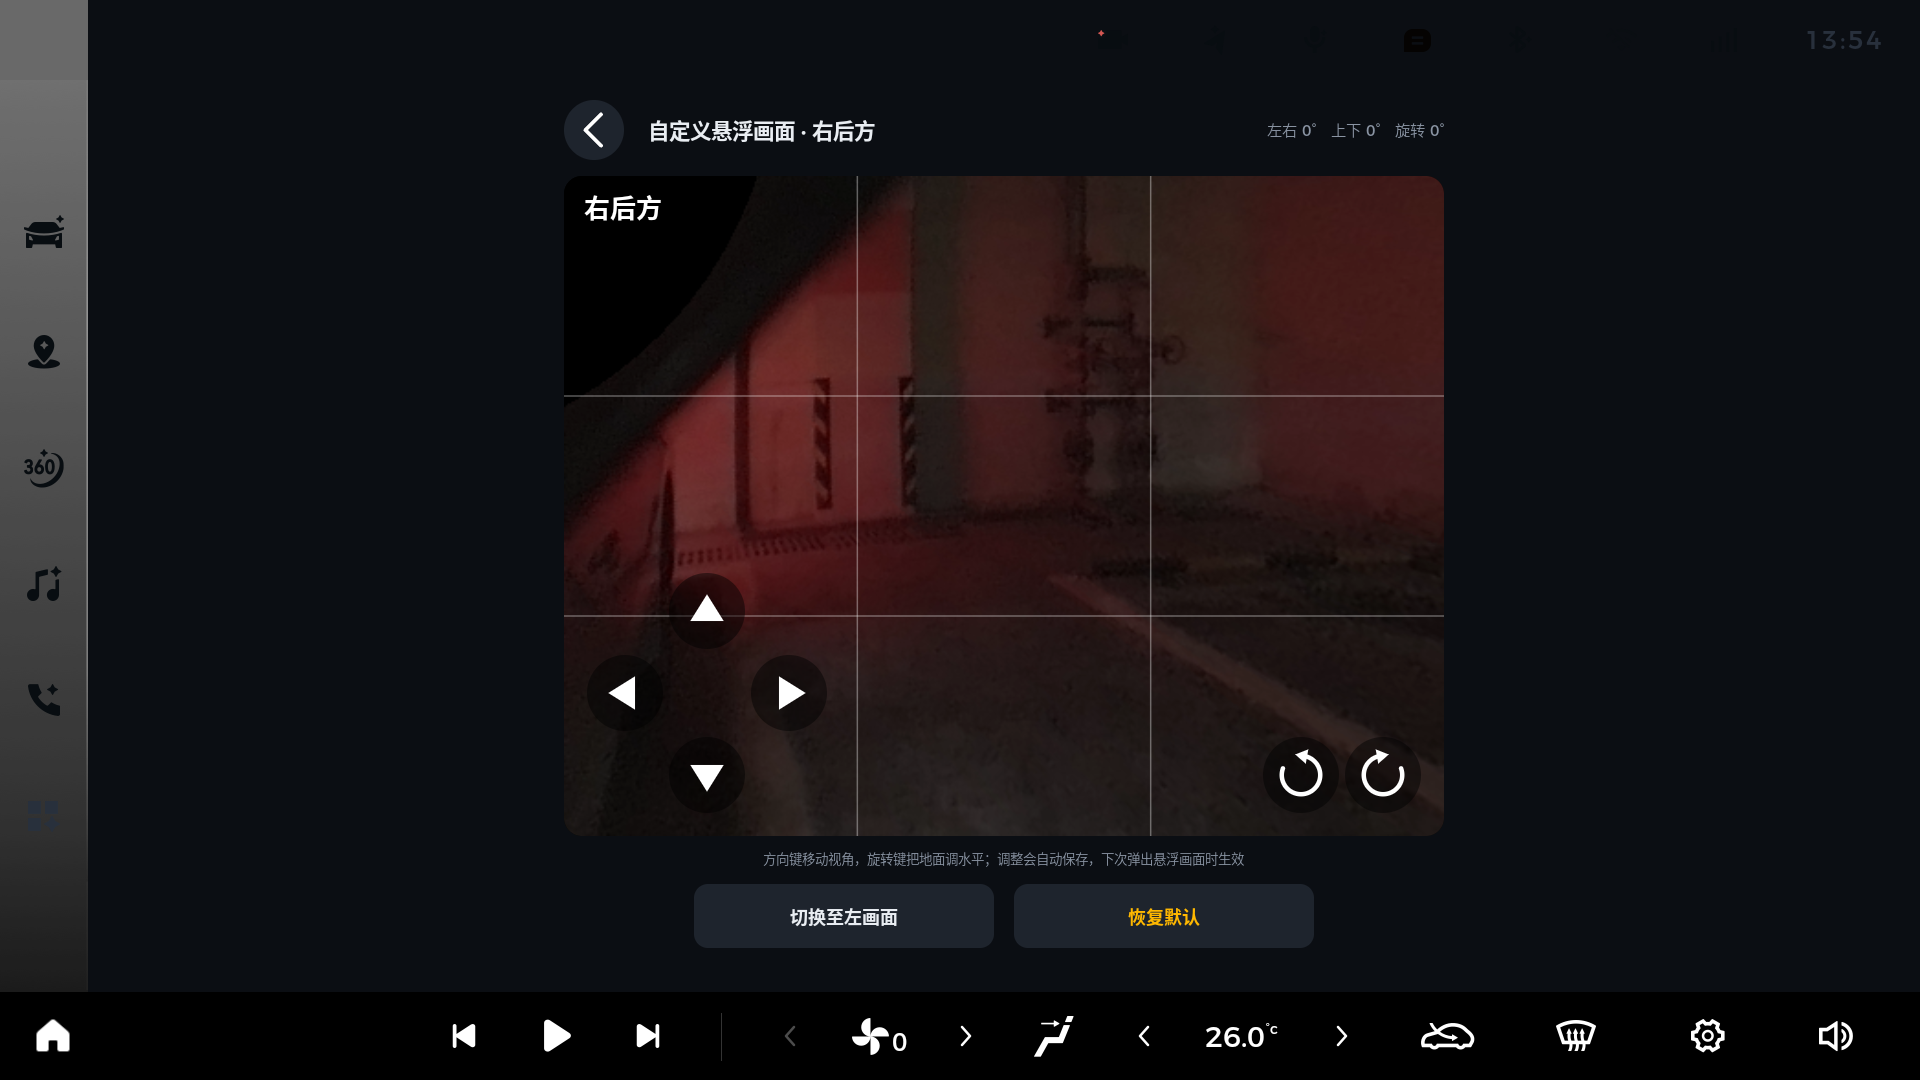 13:54
自定义悬浮画面 · 右后方
左右 0° 上下 0° 旋转 0°
右后方
360
方向键移动视角，旋转键把地面调水平；调整会自动保存，下次弹出悬浮画面时生效
切换至左画面
恢复默认
0
26.0°C